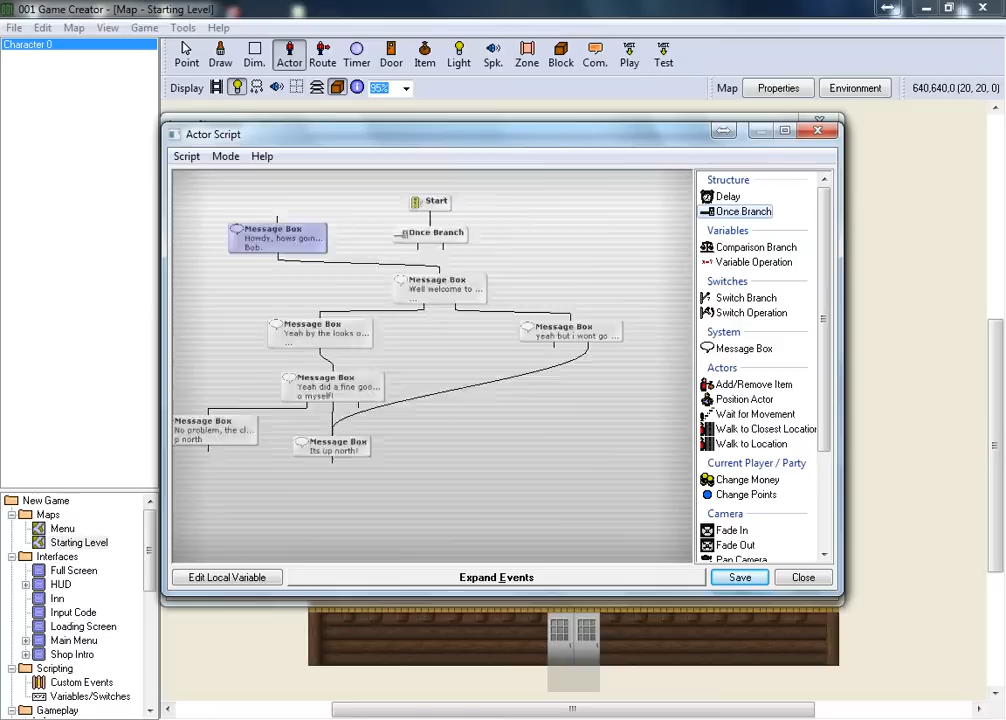 001 Game Creator - [Map - Starting Level]
File Edit Map View Game Tools Help
Character 0
Point Draw Dim. Actor Route Timer Door Item Light Spk. Zone Block Com. Play Test
Display 95% Map Properties Environment 640,640,0 (20, 20, 0)
Actor Script
Script Mode Help
Start
Once Branch
Message Box
Howdy, hows goin...
Bob.
Message Box
Well welcome to ...
...
Message Box
Yeah by the looks o...
...
Message Box
yeah but i wont go ...
Message Box
Yeah did a fine goo...
o myself!
Message Box
No problem, the cl...
p north
Message Box
Its up north!
Structure
Delay
Once Branch
Variables
Comparison Branch
Variable Operation
Switches
Switch Branch
Switch Operation
System
Message Box
Actors
Add/Remove Item
Position Actor
Wait for Movement
Walk to Closest Location
Walk to Location
Current Player / Party
Change Money
Change Points
Camera
Fade In
Fade Out
Pan Camera
Edit Local Variable Expand Events Save Close
New Game
Maps
Menu
Starting Level
Interfaces
Full Screen
HUD
Inn
Input Code
Loading Screen
Main Menu
Shop Intro
Scripting
Custom Events
Variables/Switches
Gameplay